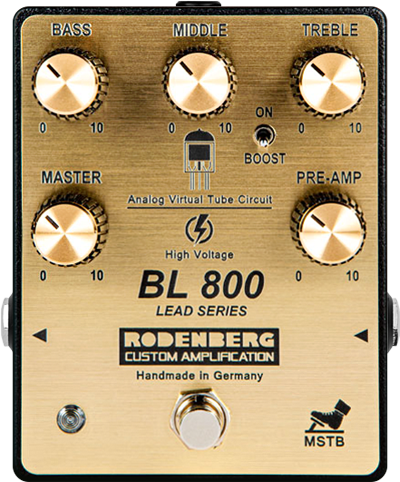 BASS MIDDLE TREBLE
0 10 0 10 0 10
ON
BOOST
MASTER PRE-AMP
Analog Virtual Tube Circuit
0 10 0 10
High Voltage
BL 800
LEAD SERIES
RODENBERG
CUSTOM AMPLIFICATION
Handmade in Germany
MSTB